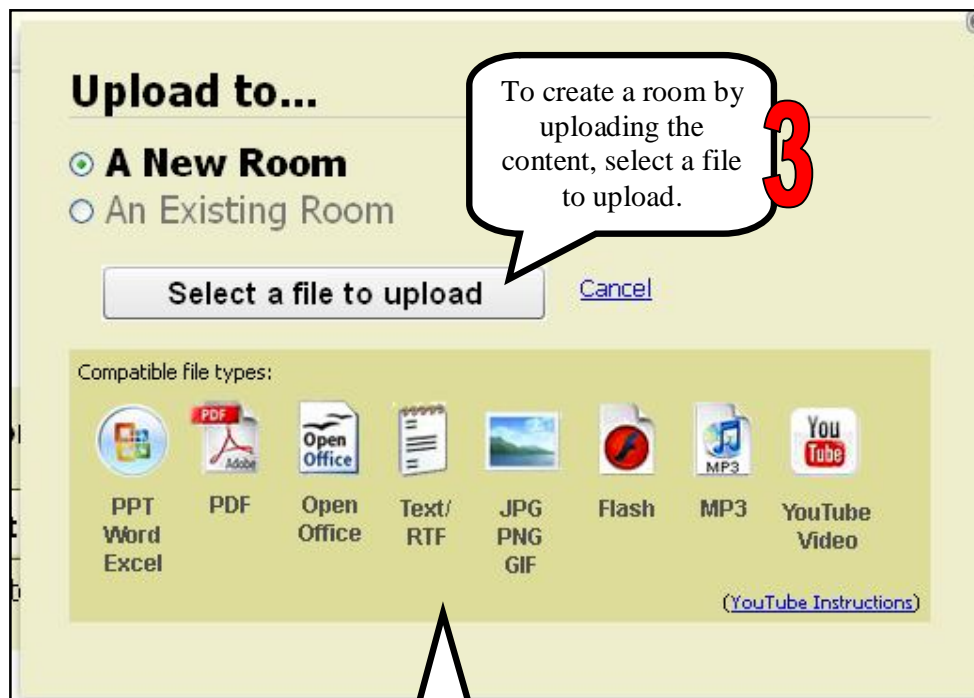 Upload to...
To create a room by
uploading the
content, select a file
to upload.
3
A New Room
An Existing Room
Select a file to upload
Cancel
Compatible file types:
PDF
Adobe
Open
Office
MP3
You
Tube
PPT
Word
Excel
PDF
Open
Office
Text/
RTF
JPG
PNG
GIF
Flash
MP3
YouTube
Video
(YouTube Instructions)